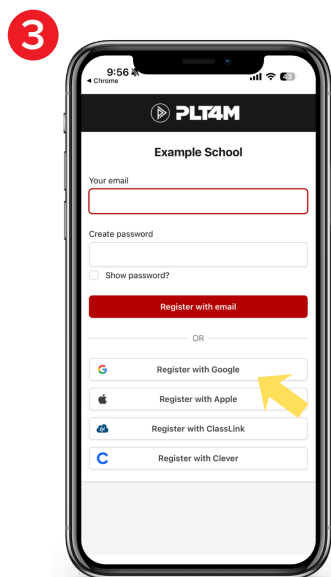 3
9:56
Chrome
43
PLT4M
Example School
Your email
Create password
Show password?
Register with email
OR
Register with Google
Register with Apple
Register with ClassLink
Register with Clever